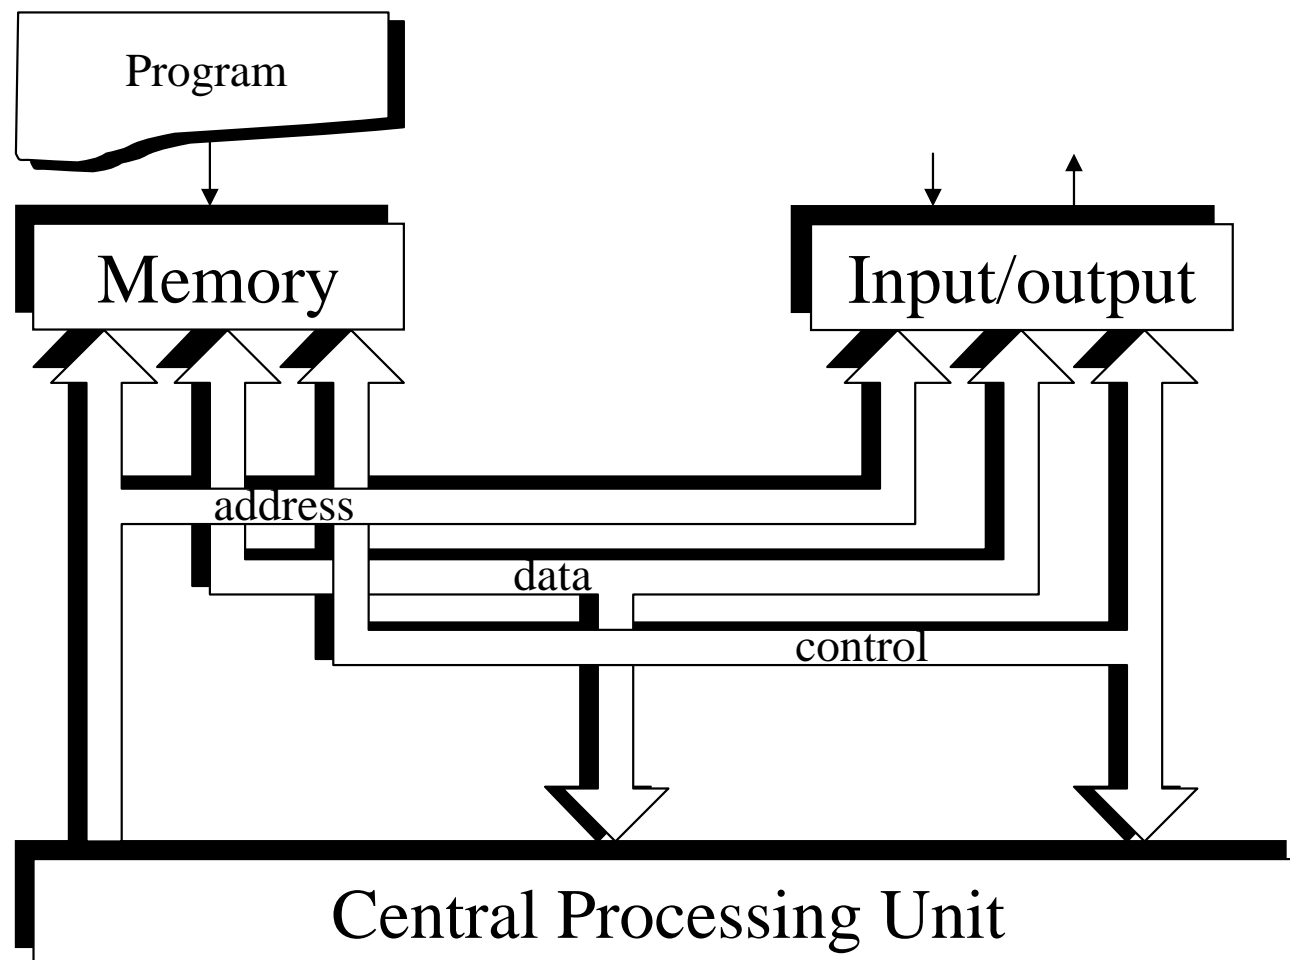 Program
Memory
Input/output
address
data
control
Central Processing Unit